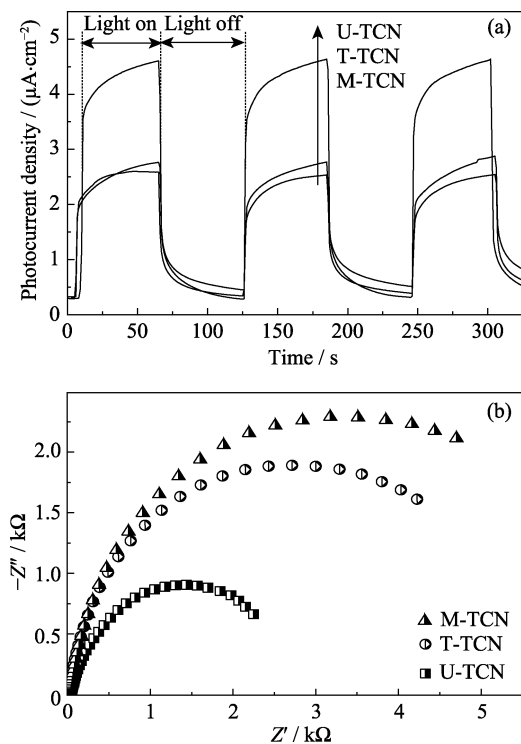 Light on
Light off
(a)
U-TCN
T-TCN
M-TCN
Photocurrent density / (μA·cm⁻²)
5
4
3
2
1
0
0 50 100 150 200 250 300
Time / s
(b)
−Z″ / kΩ
2.0
1.5
1.0
0.5
0
M-TCN
T-TCN
U-TCN
0 1 2 3 4 5
Z′ / kΩ